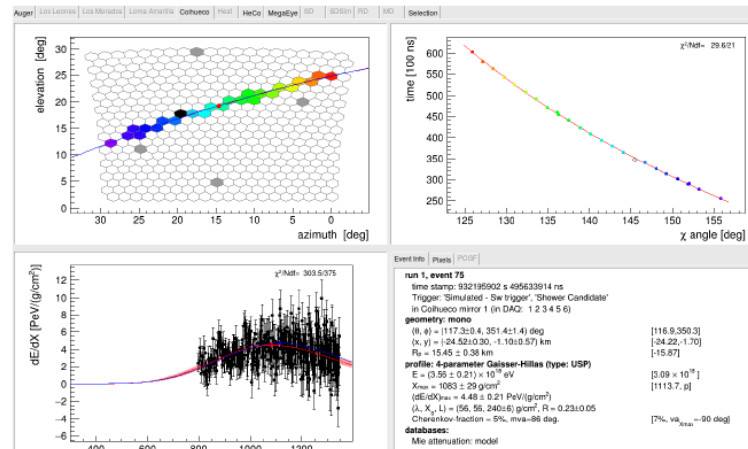 Auger Los Leones Los Morados Loma Amarilla Coihueco Heat HeCo MegaEye SD SDSim RD MD Selection
elevation [deg]
30
25
20
15
10
5
0
30 25 20 15 10 5 0
azimuth [deg]
χ²/Ndf= 29.6/21
time [100 ns]
600
550
500
450
400
350
300
250
125 130 135 140 145 150 155
χ angle [deg]
χ²/Ndf= 303.5/375
dE/dX [PeV/(g/cm²)]
12
10
8
6
4
2
0
−2
−4
−6
400 600 800 1000 1200
Event Info Pixels PCGF
run 1, event 75
time stamp: 932195902 s 495633914 ns
Trigger: 'Simulated - Sw trigger', 'Shower Candidate'
in Coihueco mirror 1 (in DAQ: 1 2 3 4 5 6)
geometry: mono
(θ, ϕ) = (117.3±0.4, 351.4±1.4) deg [116.9,350.3]
(x, y) = (-24.52±0.30, -1.10±0.57) km [-24.22,-1.70]
Rₚ = 15.45 ± 0.38 km [-15.87]
profile: 4-parameter Gaisser-Hillas (type: USP)
E = (3.56 ± 0.21) × 10¹⁸ eV [3.09 × 10¹⁸]
Xmax = 1083 ± 29 g/cm² [1113.7, p]
(dE/dX)max = 4.48 ± 0.21 PeV/(g/cm²)
(λ, X₀, L) = (56, 56, 240±6) g/cm², R = 0.23±0.05
Cherenkov-fraction = 5%, mva=86 deg. [7%, vaXmax=-90 deg]
databases:
Mie attenuation: model